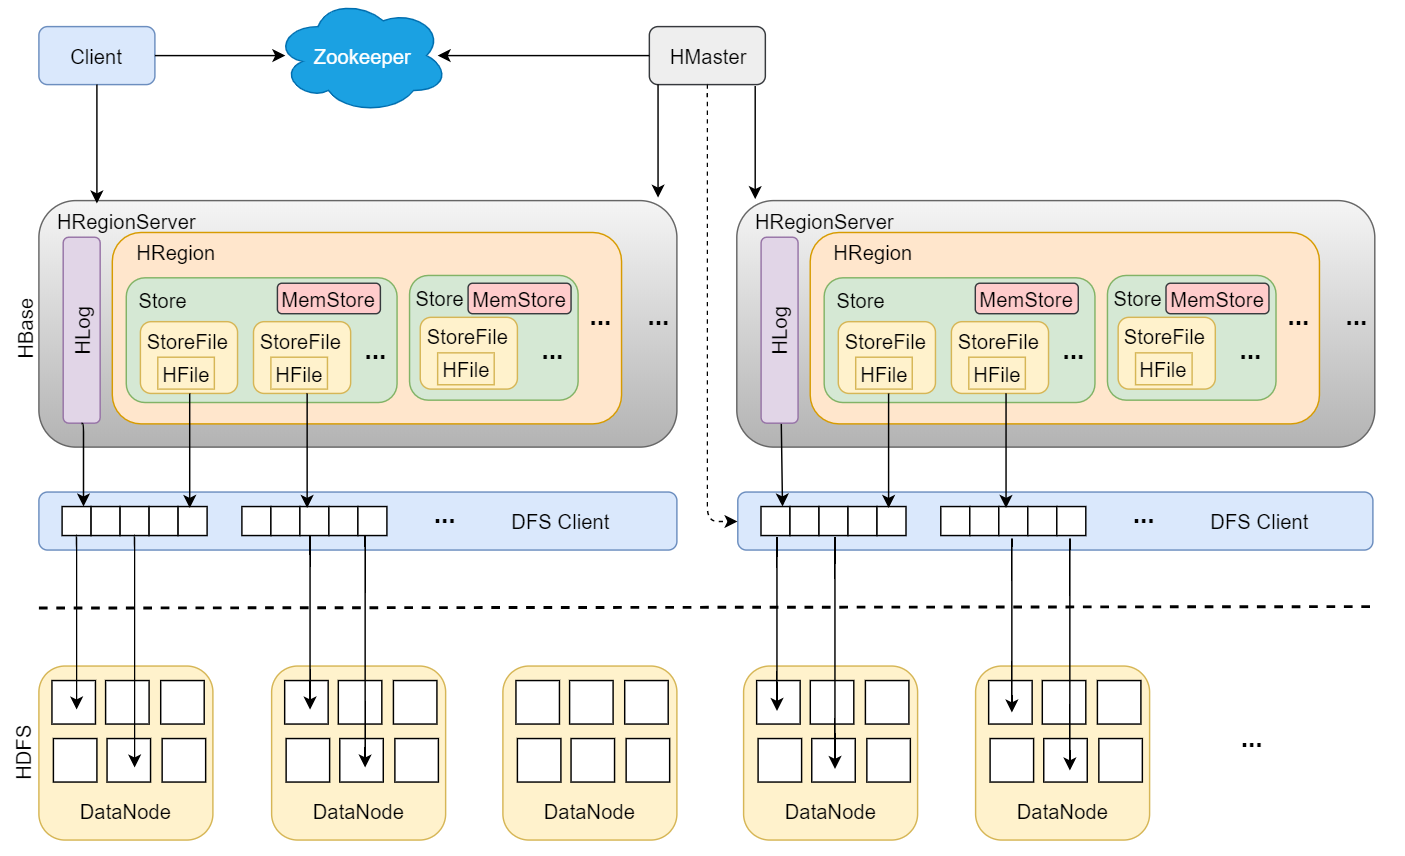 Client
Zookeeper
HMaster
HBase
HRegionServer
HLog
HRegion
Store
MemStore
StoreFile
HFile
StoreFile
HFile
...
Store
MemStore
StoreFile
HFile
...
...
...
HRegionServer
HLog
HRegion
Store
MemStore
StoreFile
HFile
StoreFile
HFile
...
Store
MemStore
StoreFile
HFile
...
...
...
... DFS Client
... DFS Client
HDFS
DataNode
DataNode
DataNode
DataNode
DataNode
...